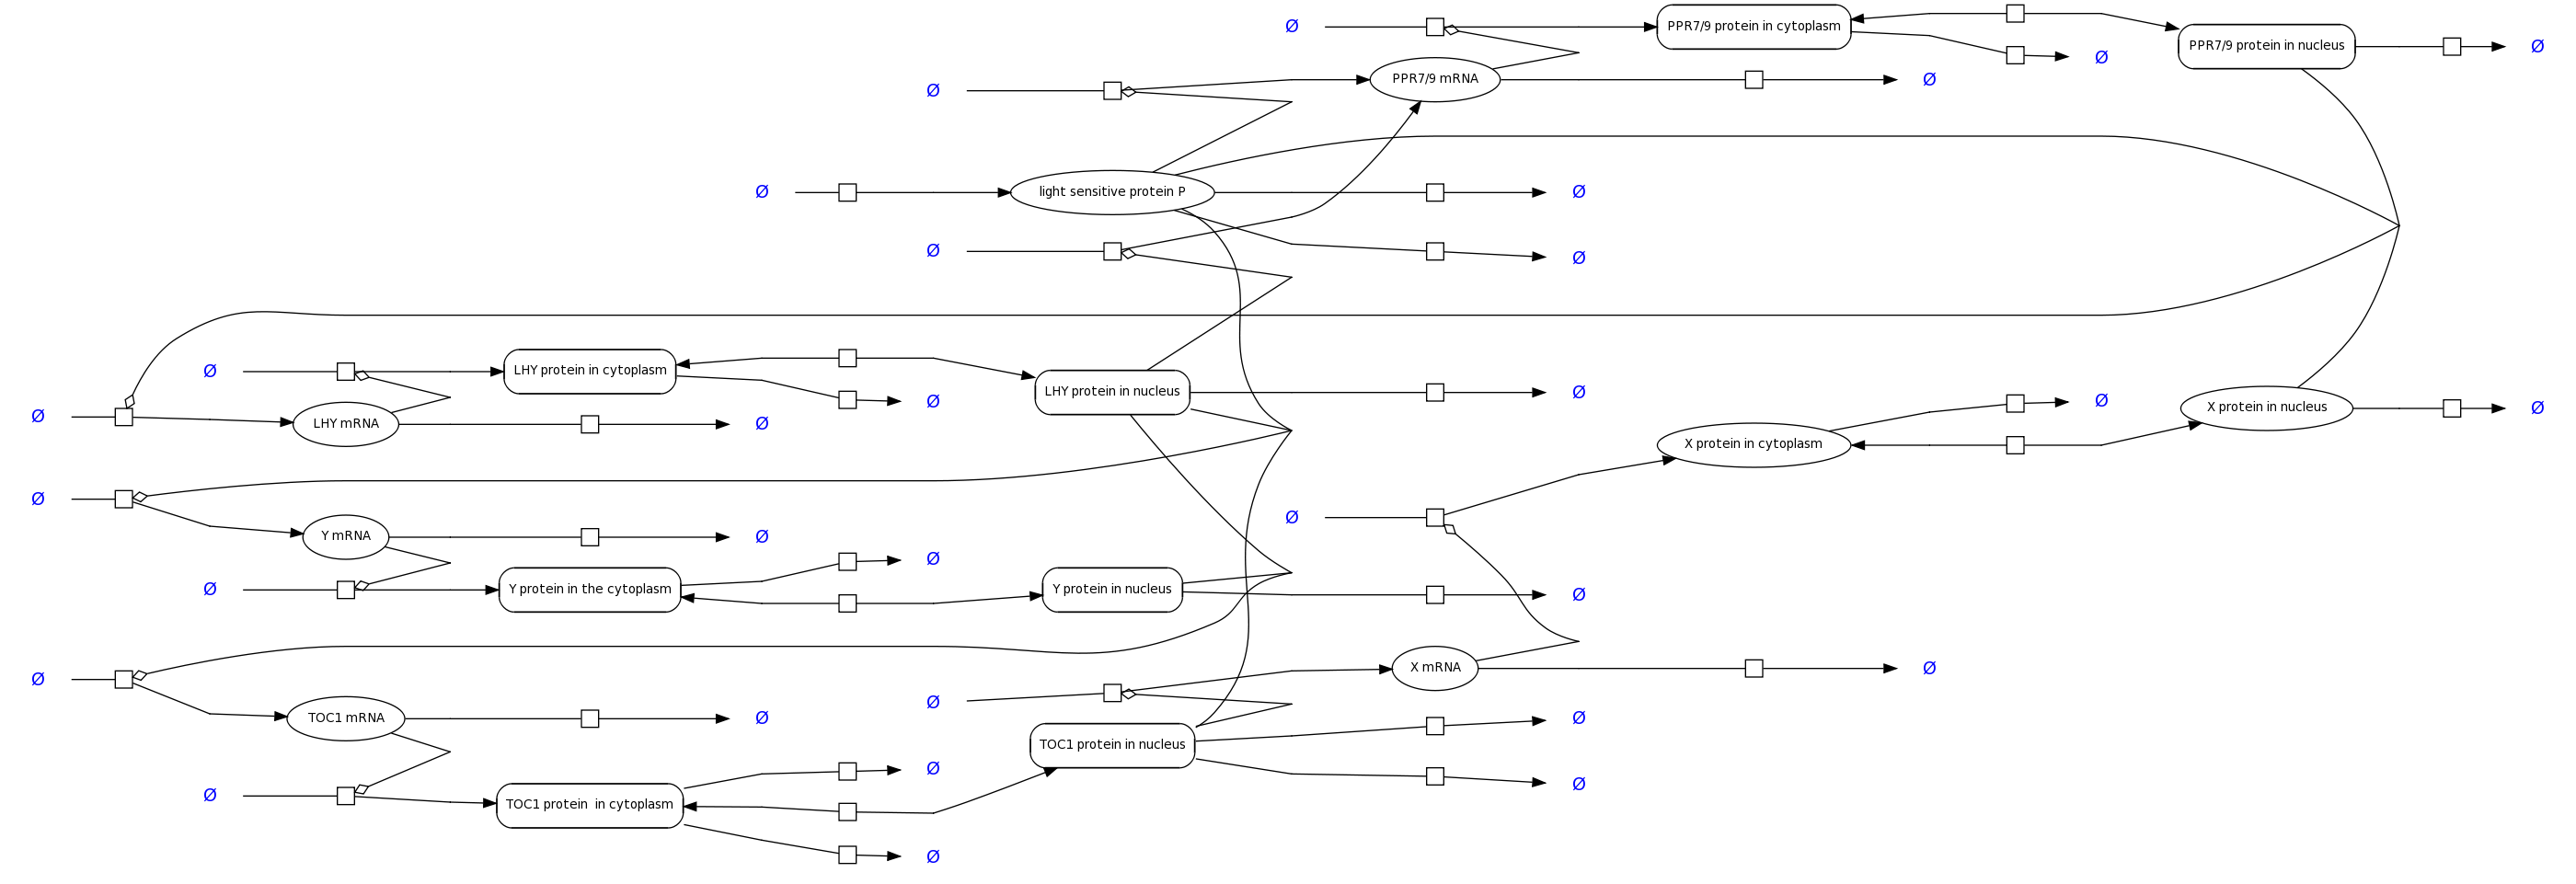 Ø
PPR7/9 protein in cytoplasm
PPR7/9 protein in nucleus
Ø
Ø
Ø
PPR7/9 mRNA
Ø
Ø
light sensitive protein P
Ø
Ø
Ø
Ø
Ø
LHY protein in cytoplasm
Ø
LHY protein in nucleus
Ø
Ø
X protein in nucleus
Ø
Ø
LHY mRNA
Ø
X protein in cytoplasm
Ø
Ø
Y mRNA
Ø
Ø
Ø
Y protein in the cytoplasm
Y protein in nucleus
Ø
Ø
X mRNA
Ø
Ø
TOC1 mRNA
Ø
Ø
TOC1 protein in nucleus
Ø
Ø
Ø
Ø
TOC1 protein  in cytoplasm
Ø